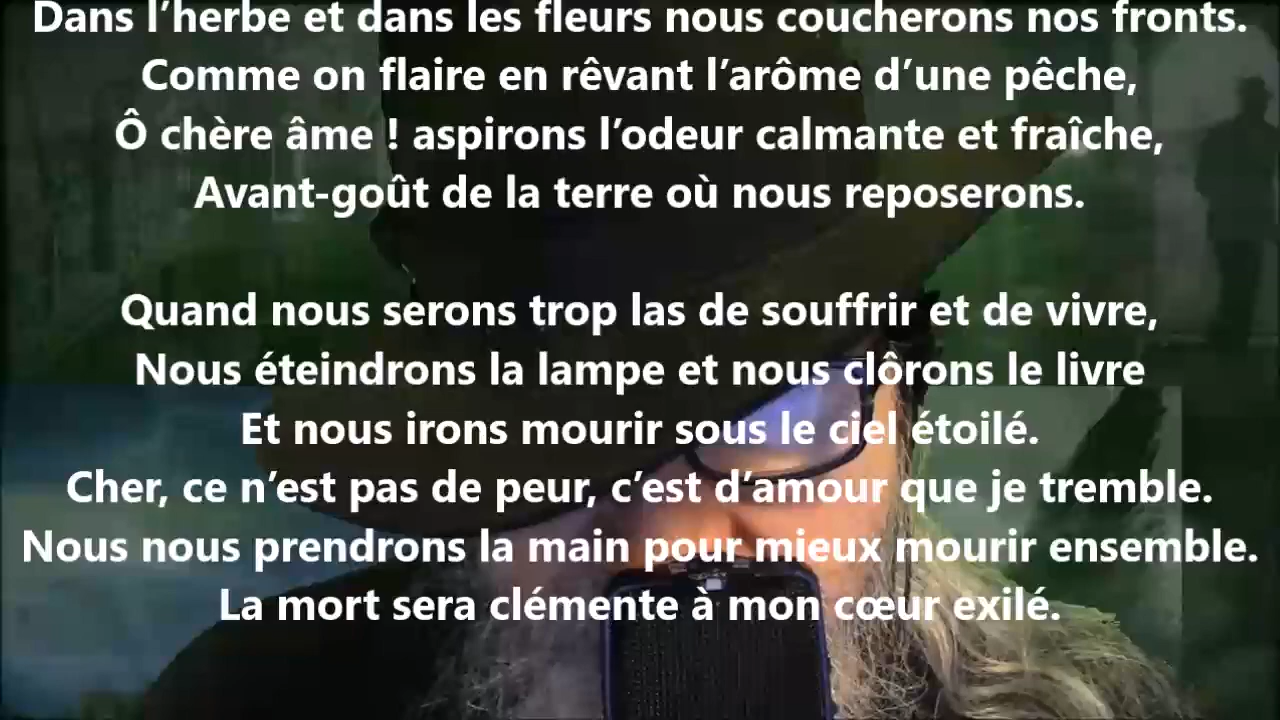 Dans l’herbe et dans les fleurs nous coucherons nos fronts.
Comme on flaire en rêvant l’arôme d’une pêche,
Ô chère âme ! aspirons l’odeur calmante et fraîche,
Avant-goût de la terre où nous reposerons.
Quand nous serons trop las de souffrir et de vivre,
Nous éteindrons la lampe et nous clôrons le livre
Et nous irons mourir sous le ciel étoilé.
Cher, ce n’est pas de peur, c’est d’amour que je tremble.
Nous nous prendrons la main pour mieux mourir ensemble.
La mort sera clémente à mon cœur exilé.